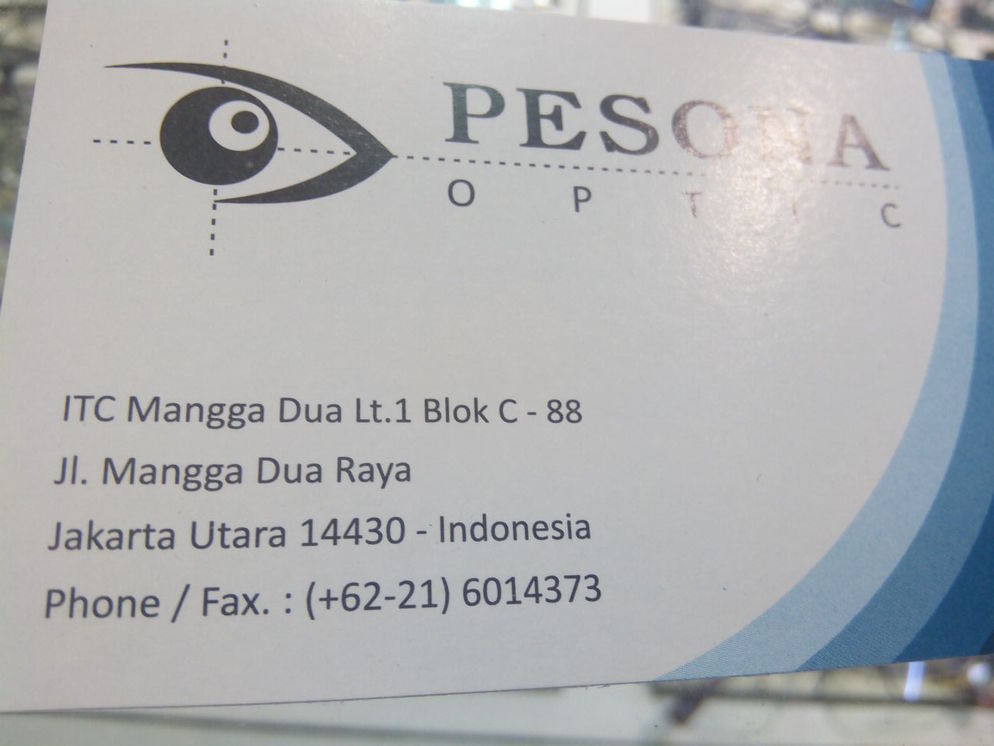 PESONA
OPTIC
ITC Mangga Dua Lt.1 Blok C - 88
Jl. Mangga Dua Raya
Jakarta Utara 14430 - Indonesia
Phone / Fax. : (+62-21) 6014373